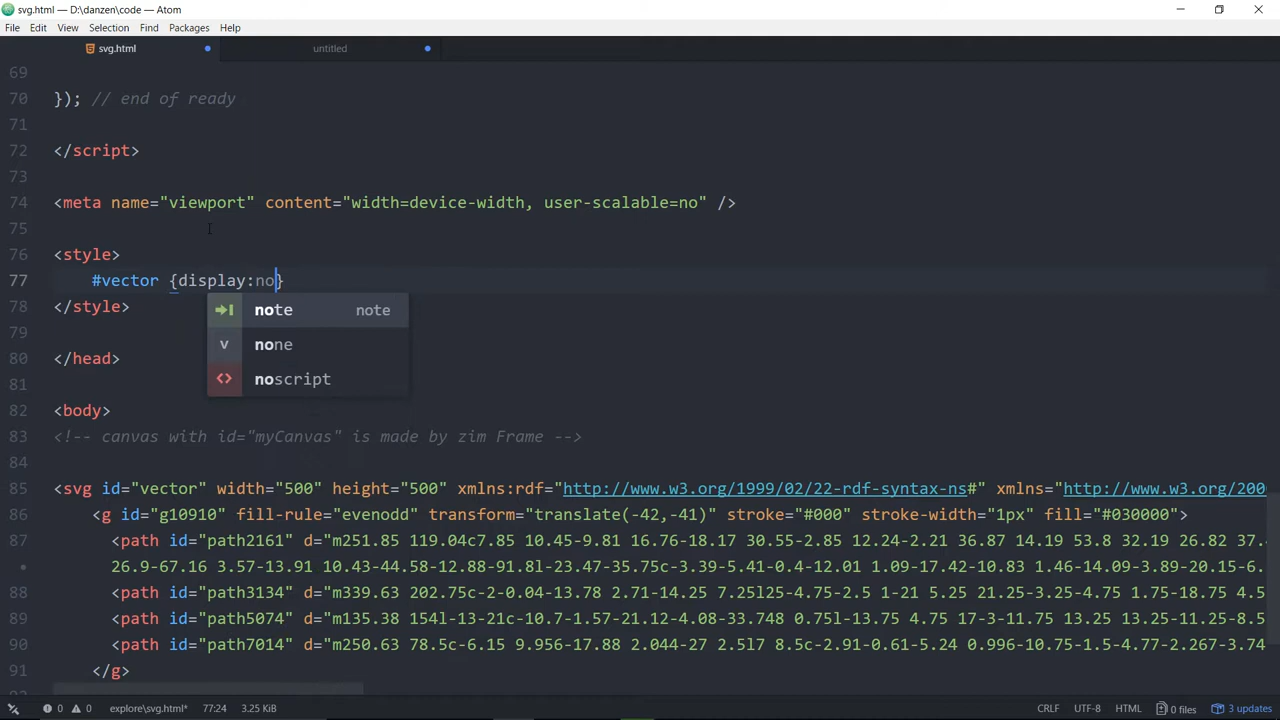 svg.html — D:\danzen\code — Atom
File Edit View Selection Find Packages Help
svg.html
untitled
69
70 }); // end of ready
71
72 </script>
73
74 <meta name="viewport" content="width=device-width, user-scalable=no" />
75
76 <style>
77 #vector {display:no}
note note
v none
<> noscript
78 </style>
79
80 </head>
81
82 <body>
83 <!-- canvas with id="myCanvas" is made by zim Frame -->
84
85 <svg id="vector" width="500" height="500" xmlns:rdf="http://www.w3.org/1999/02/22-rdf-syntax-ns#" xmlns="http://www.w3.org/200
86 <g id="g10910" fill-rule="evenodd" transform="translate(-42,-41)" stroke="#000" stroke-width="1px" fill="#030000">
87 <path id="path2161" d="m251.85 119.04c7.85 10.45-9.81 16.76-18.17 30.55-2.85 12.24-2.21 36.87 14.19 53.8 32.19 26.82 37.
• 26.9-67.16 3.57-13.91 10.43-44.58-12.88-91.8l-23.47-35.75c-3.39-5.41-0.4-12.01 1.09-17.42-10.83 1.46-14.09-3.89-20.15-6.
88 <path id="path3134" d="m339.63 202.75c-2-0.04-13.78 2.71-14.25 7.25l25-4.75-2.5 1-21 5.25 21.25-3.25-4.75 1.75-18.75 4.5
89 <path id="path5074" d="m135.38 154l-13-21c-10.7-1.57-21.12-4.08-33.748 0.75l-13.75 4.75 17-3-11.75 13.25 13.25-11.25-8.5
90 <path id="path7014" d="m250.63 78.5c-6.15 9.956-17.88 2.044-27 2.5l7 8.5c-2.91-0.61-5.24 0.996-10.75-1.5-4.77-2.267-3.74
91 </g>
0 0 explore\svg.html* 77:24 3.25 KiB CRLF UTF-8 HTML 0 files 3 updates